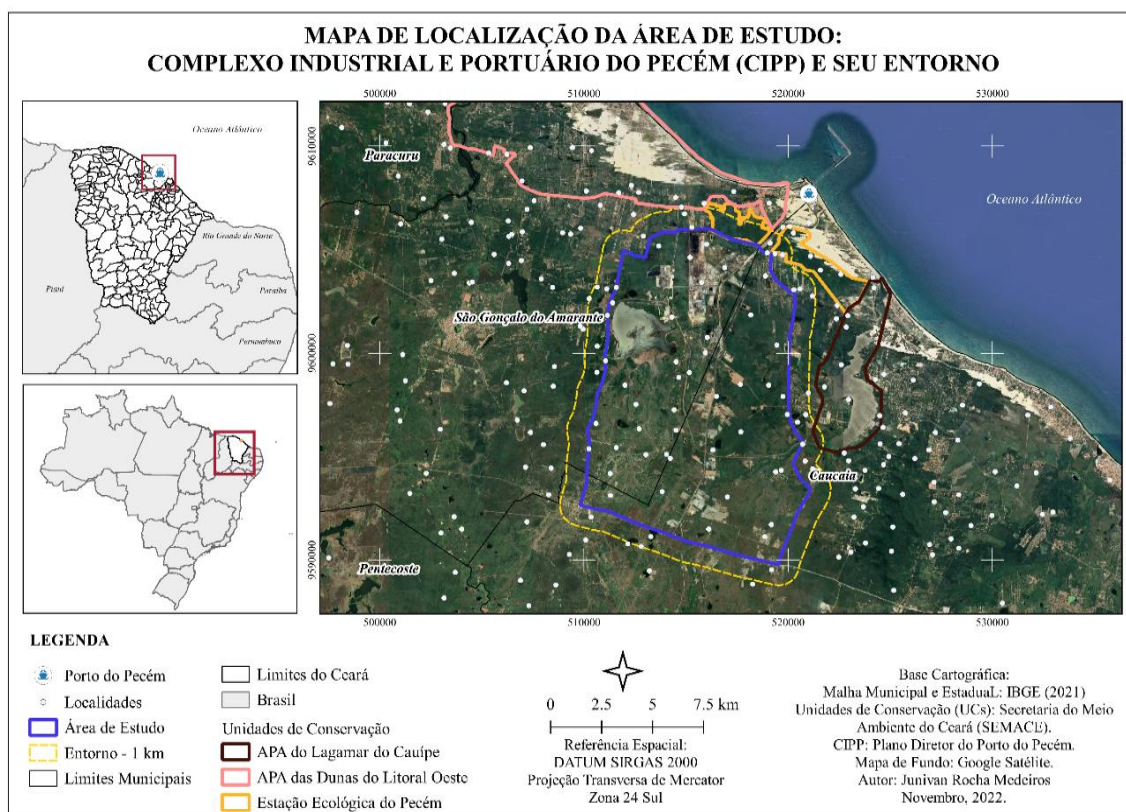 MAPA DE LOCALIZAÇÃO DA ÁREA DE ESTUDO:
COMPLEXO INDUSTRIAL E PORTUÁRIO DO PECÉM (CIPP) E SEU ENTORNO
Oceano Atlântico
Rio Grande do Norte
Piauí
Paraíba
Pernambuco
500000
510000
520000
530000
9610000
9600000
9590000
Paracuru
Oceano Atlântico
São Gonçalo do Amarante
Caucaia
Pentecoste
500000
510000
520000
530000
LEGENDA
Porto do Pecém
Localidades
Área de Estudo
Entorno - 1 km
Limites Municipais
Limites do Ceará
Brasil
Unidades de Conservação
APA do Lagamar do Cauípe
APA das Dunas do Litoral Oeste
Estação Ecológica do Pecém
0 2.5 5 7.5 km
Referência Espacial:
DATUM SIRGAS 2000
Projeção Transversa de Mercator
Zona 24 Sul
Base Cartográfica:
Malha Municipal e EstaduaL: IBGE (2021)
Unidades de Conservação (UCs): Secretaria do Meio
Ambiente do Ceará (SEMACE).
CIPP: Plano Diretor do Porto do Pecém.
Mapa de Fundo: Google Satélite.
Autor: Junivan Rocha Medeiros
Novembro, 2022.